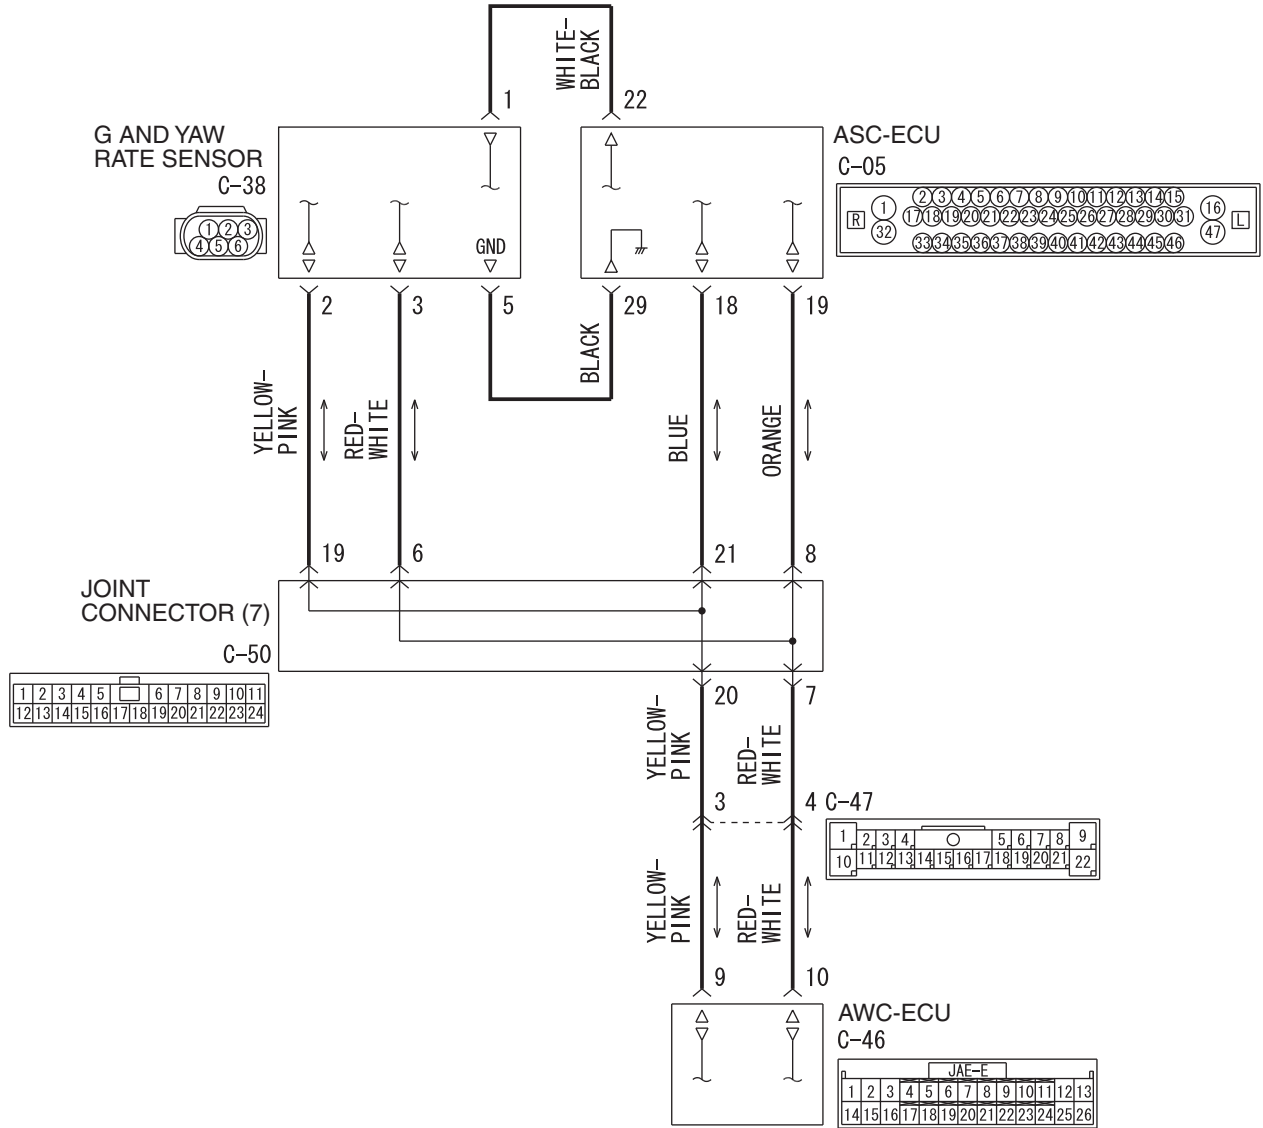 WHITE-
BLACK
1
22
G AND YAW
RATE SENSOR
C-38
1 2 3
4 5 6
GND
ASC-ECU
C-05
R
1
32
2 3 4 5 6 7 8 9 10 11 12 13 14 15
17 18 19 20 21 22 23 24 25 26 27 28 29 30 31
33 34 35 36 37 38 39 40 41 42 43 44 45 46
16
47
L
2
3
5
29
18
19
YELLOW-
PINK
RED-
WHITE
BLACK
BLUE
ORANGE
19
6
21
8
JOINT
CONNECTOR (7)
C-50
1 2 3 4 5 6 7 8 9 10 11
12 13 14 15 16 17 18 19 20 21 22 23 24
20
7
YELLOW-
PINK
RED-
WHITE
3
4
C-47
1 2 3 4 5 6 7 8 9
10 11 12 13 14 15 16 17 18 19 20 21 22
YELLOW-
PINK
RED-
WHITE
9
10
AWC-ECU
C-46
JAE-E
1 2 3 4 5 6 7 8 9 10 11 12 13
14 15 16 17 18 19 20 21 22 23 24 25 26